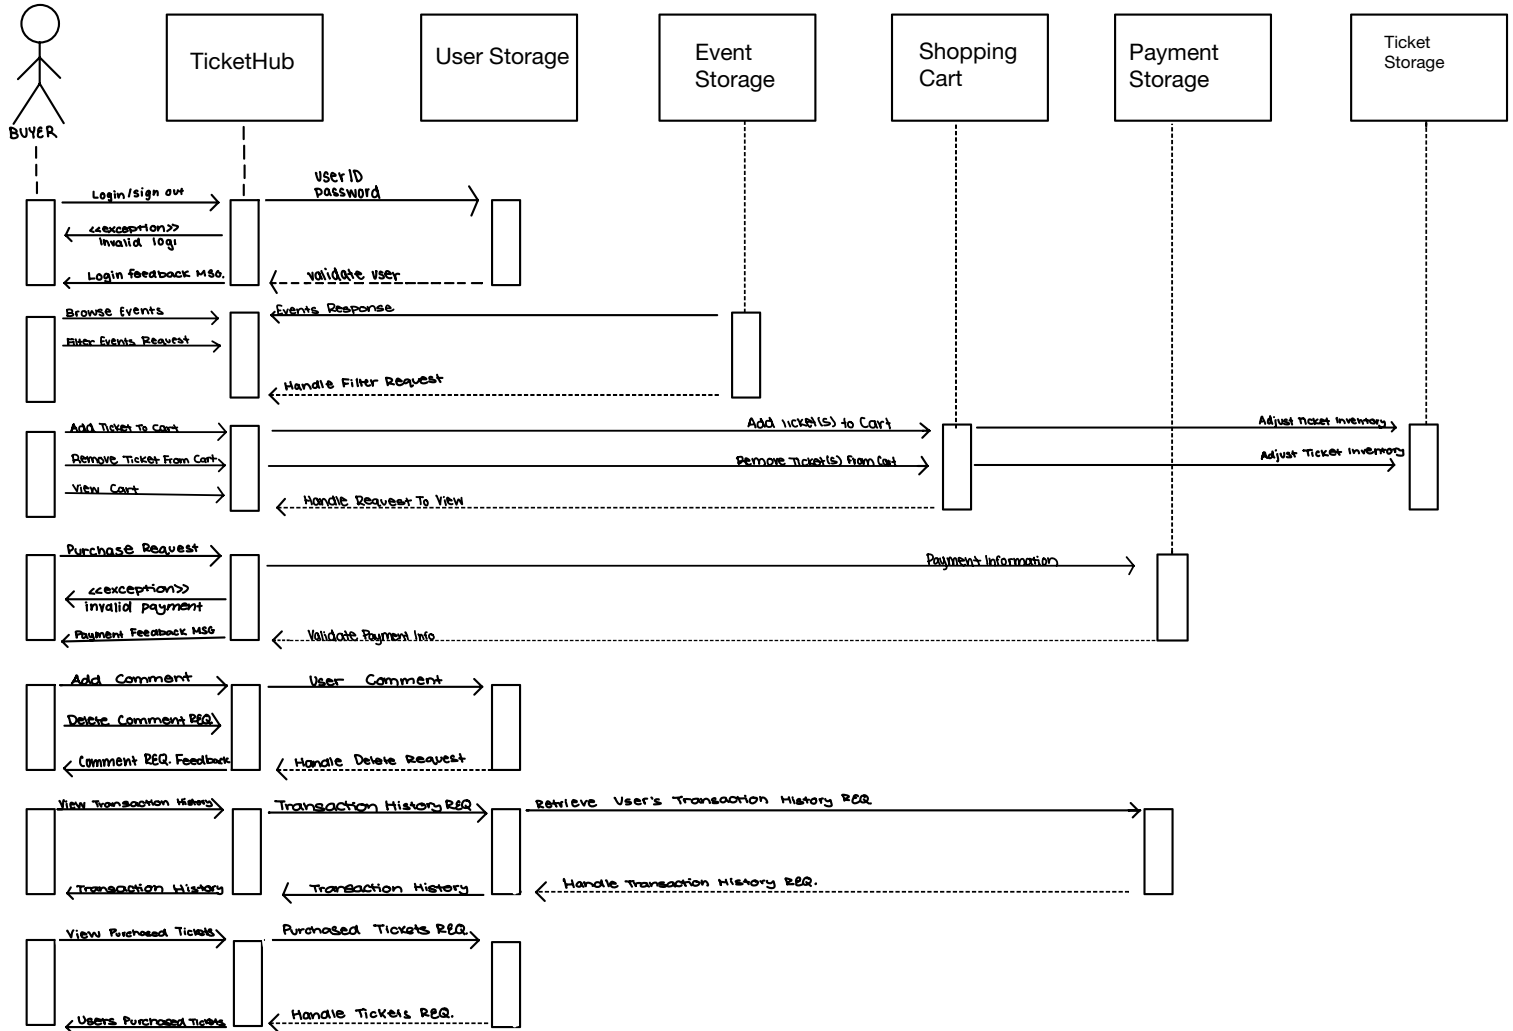 BUYER
TicketHub
User Storage
Event
Storage
Shopping
Cart
Payment
Storage
Ticket
Storage
Login/sign out
user ID
password
<<exception>>
Invalid logi
Login feedback MSG.
validate user
Browse Events
Events Response
Filter Events Request
Handle Filter Request
Add Ticket To Cart
Add Ticket(s) to Cart
Adjust Ticket Inventory
Remove Ticket From Cart
Remove Ticket(s) from Cart
Adjust Ticket Inventory
View Cart
Handle Request To View
Purchase Request
Payment Information
<<exception>>
invalid payment
Payment Feedback MSG
Validate Payment Info
Add Comment
User Comment
Delete Comment REQ
Comment REQ. Feedback
Handle Delete Request
View Transaction History
Transaction History REQ
Retrieve User's Transaction History REQ
Transaction History
Transaction History
Handle Transaction History REQ.
View Purchased Tickets
Purchased Tickets REQ
Users Purchased Tickets
Handle Tickets REQ.